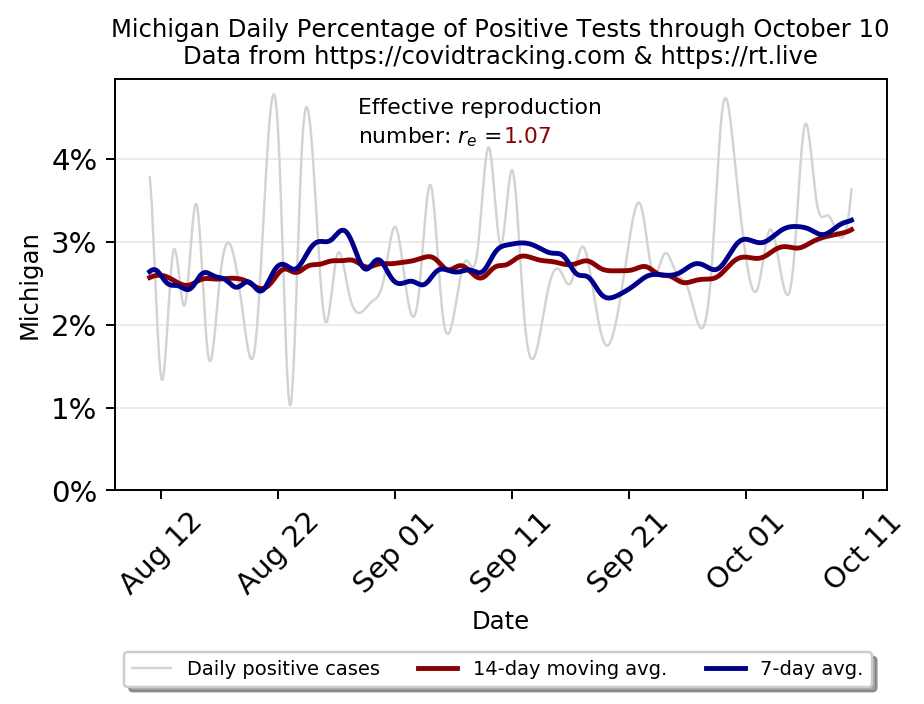 Michigan Daily Percentage of Positive Tests through October 10
Data from https://covidtracking.com & https://rt.live
Effective reproduction
number: rₑ =1.07
4%
3%
2%
1%
0%
Michigan
Aug 12
Aug 22
Sep 01
Sep 11
Sep 21
Oct 01
Oct 11
Date
Daily positive cases
14-day moving avg.
7-day avg.